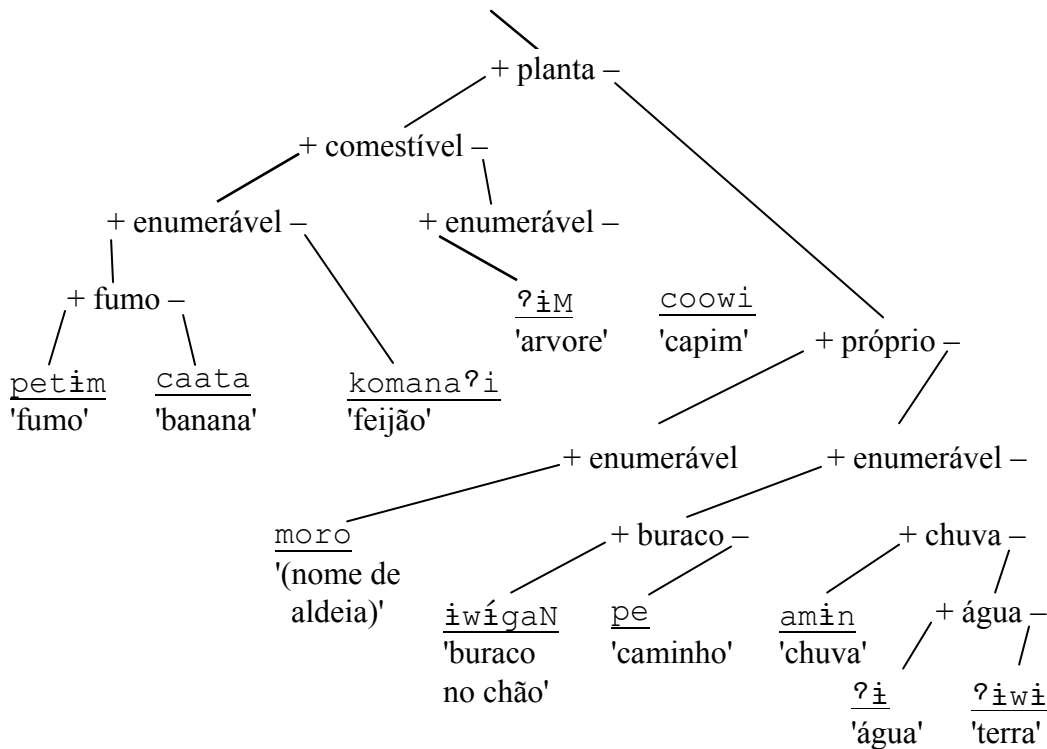 + planta –
+ comestível –
+ enumerável – + enumerável –
+ fumo – ʔɨM coowi
'arvore' 'capim' + próprio –
petɨm caata komanaʔi
'fumo' 'banana' 'feijão'
+ enumerável + enumerável –
moro + buraco – + chuva –
'(nome de
aldeia)' ɨwɨ́gaN pe amɨn + água –
'buraco 'caminho' 'chuva'
no chão' ʔɨ ʔɨwɨ
'água' 'terra'